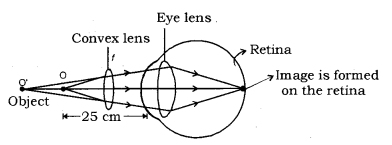 Eye lens
Convex lens
f
Retina
O'
O
Object
25 cm
Image is formed
on the retina